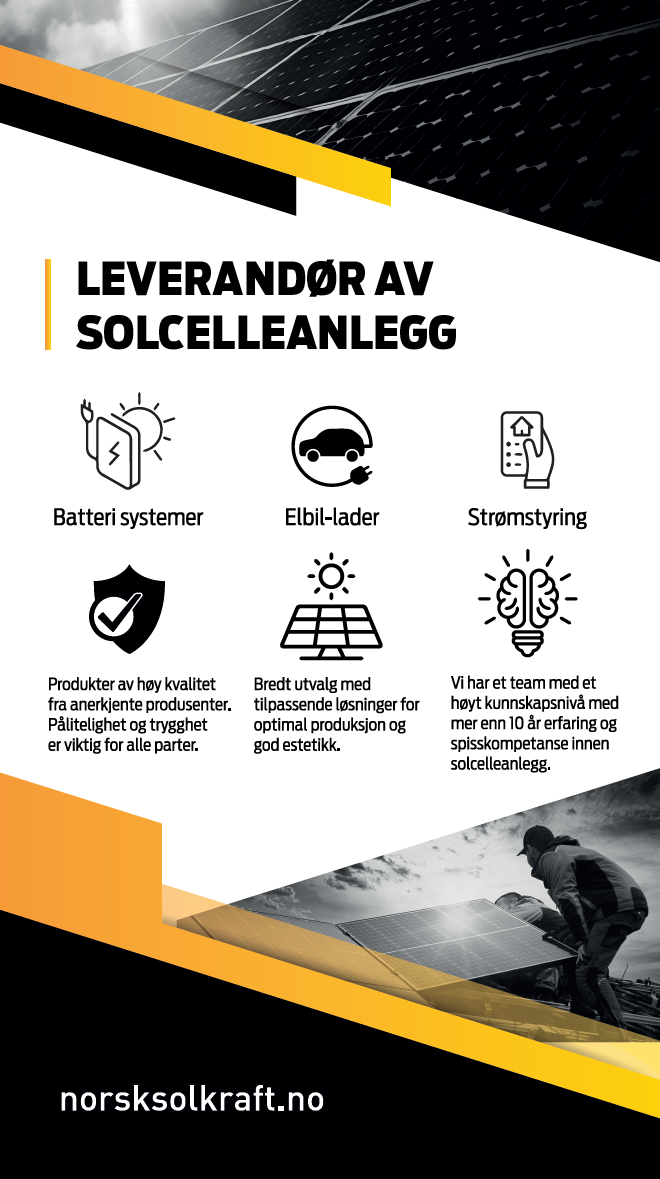 LEVERANDØR AV
SOLCELLEANLEGG
Batteri systemer
Elbil-lader
Strømstyring
Produkter av høy kvalitet
fra anerkjente produsenter.
Pålitelighet og trygghet
er viktig for alle parter.
Bredt utvalg med
tilpassende løsninger for
optimal produksjon og
god estetikk.
Vi har et team med et
høyt kunnskapsnivå med
mer enn 10 år erfaring og
spisskompetanse innen
solcelleanlegg.
norsksolkraft.no